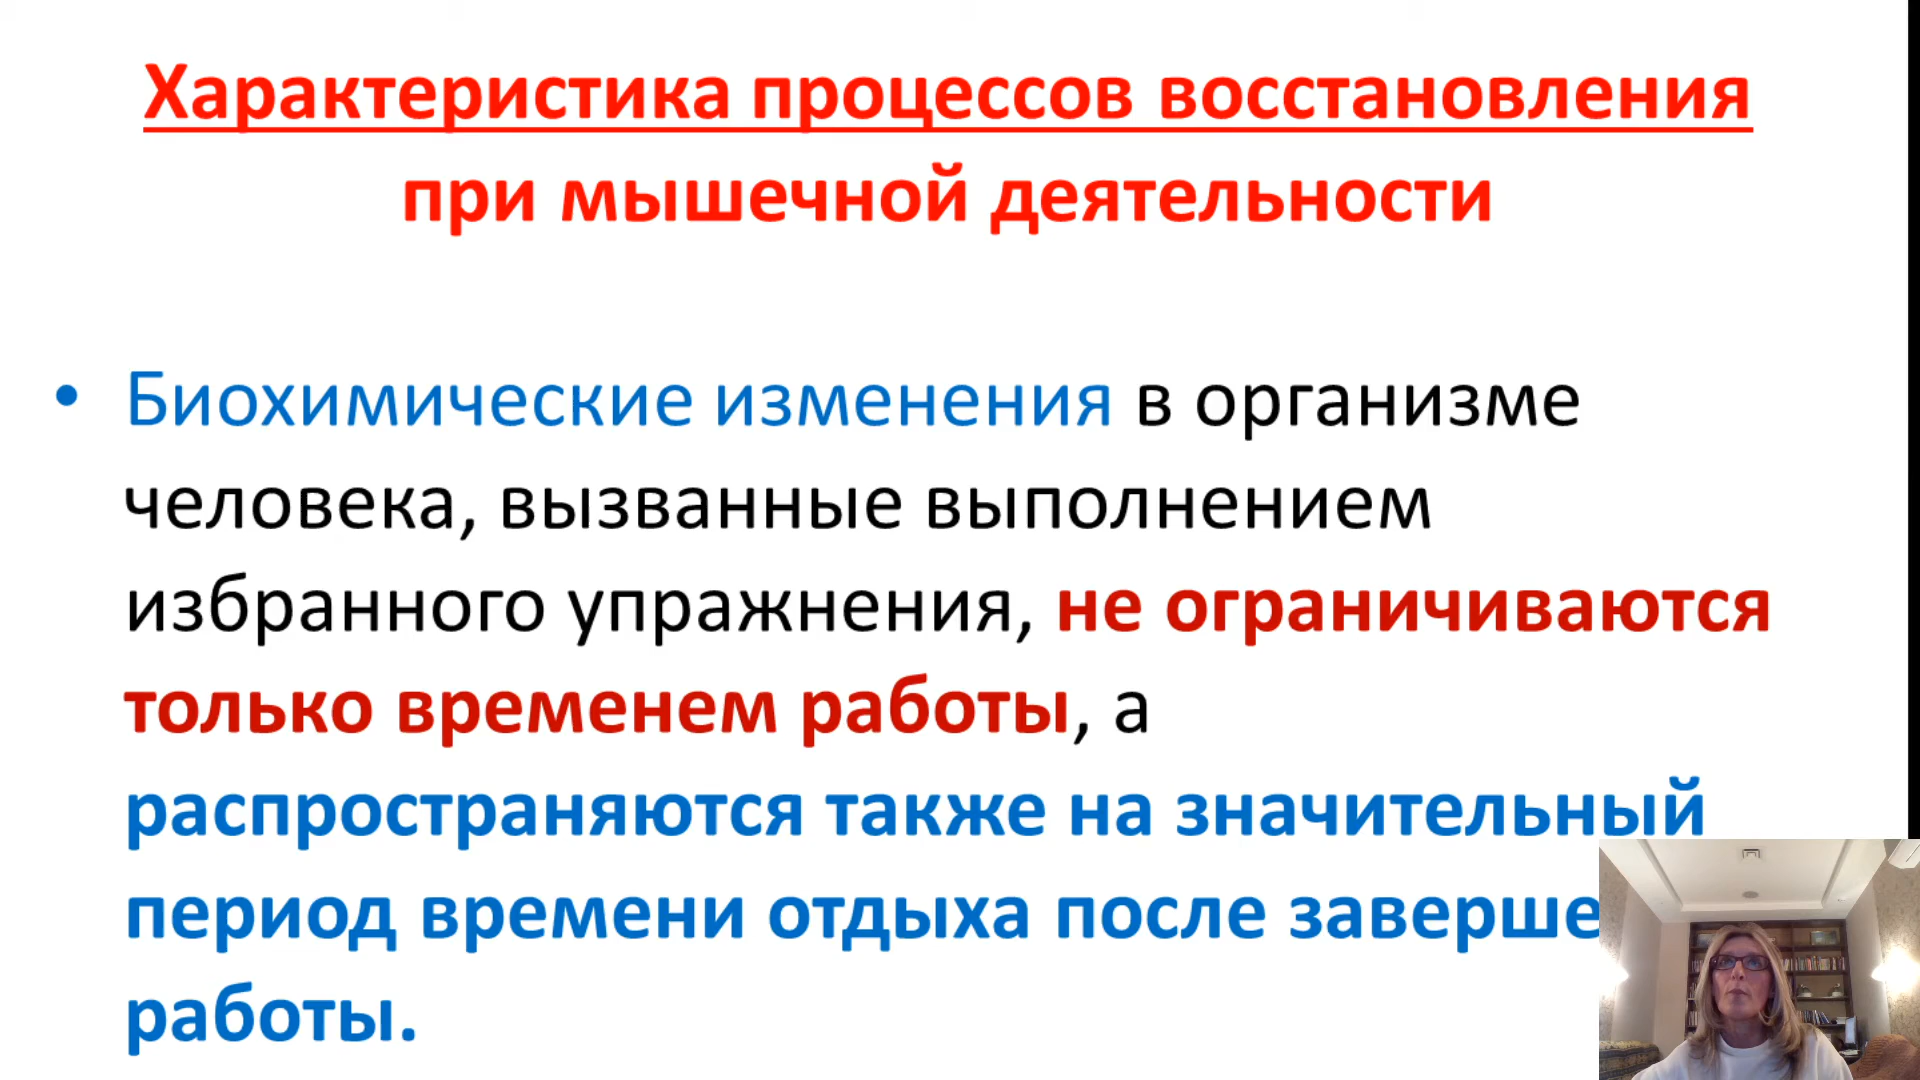 Характеристика процессов восстановления
при мышечной деятельности
• Биохимические изменения в организме
человека, вызванные выполнением
избранного упражнения, не ограничиваются
только временем работы, а
распространяются также на значительный
период времени отдыха после заверше
работы.